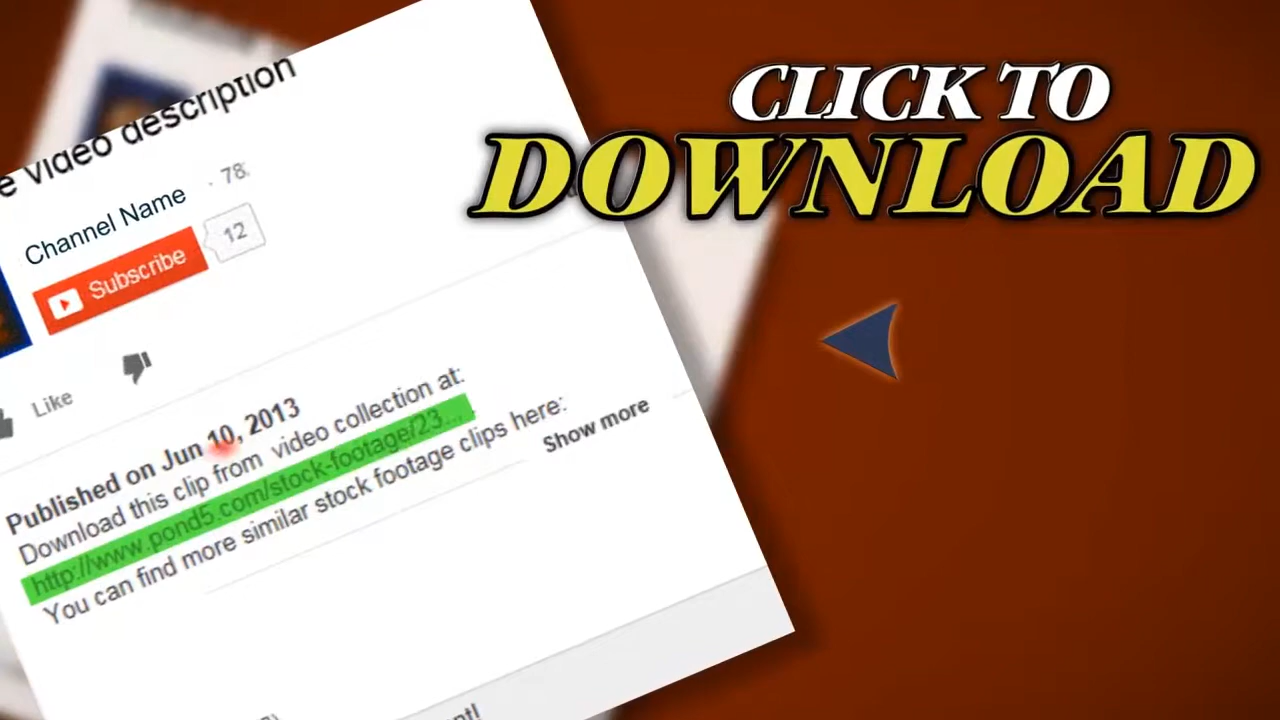 CLICK TO
DOWNLOAD
video description
Channel Name
78
Subscribe
12
Like
Published on Jun 10, 2013
Download this clip from video collection at:
http://www.pond5.com/stock-footage/23...
You can find more similar stock footage clips here:
Show more